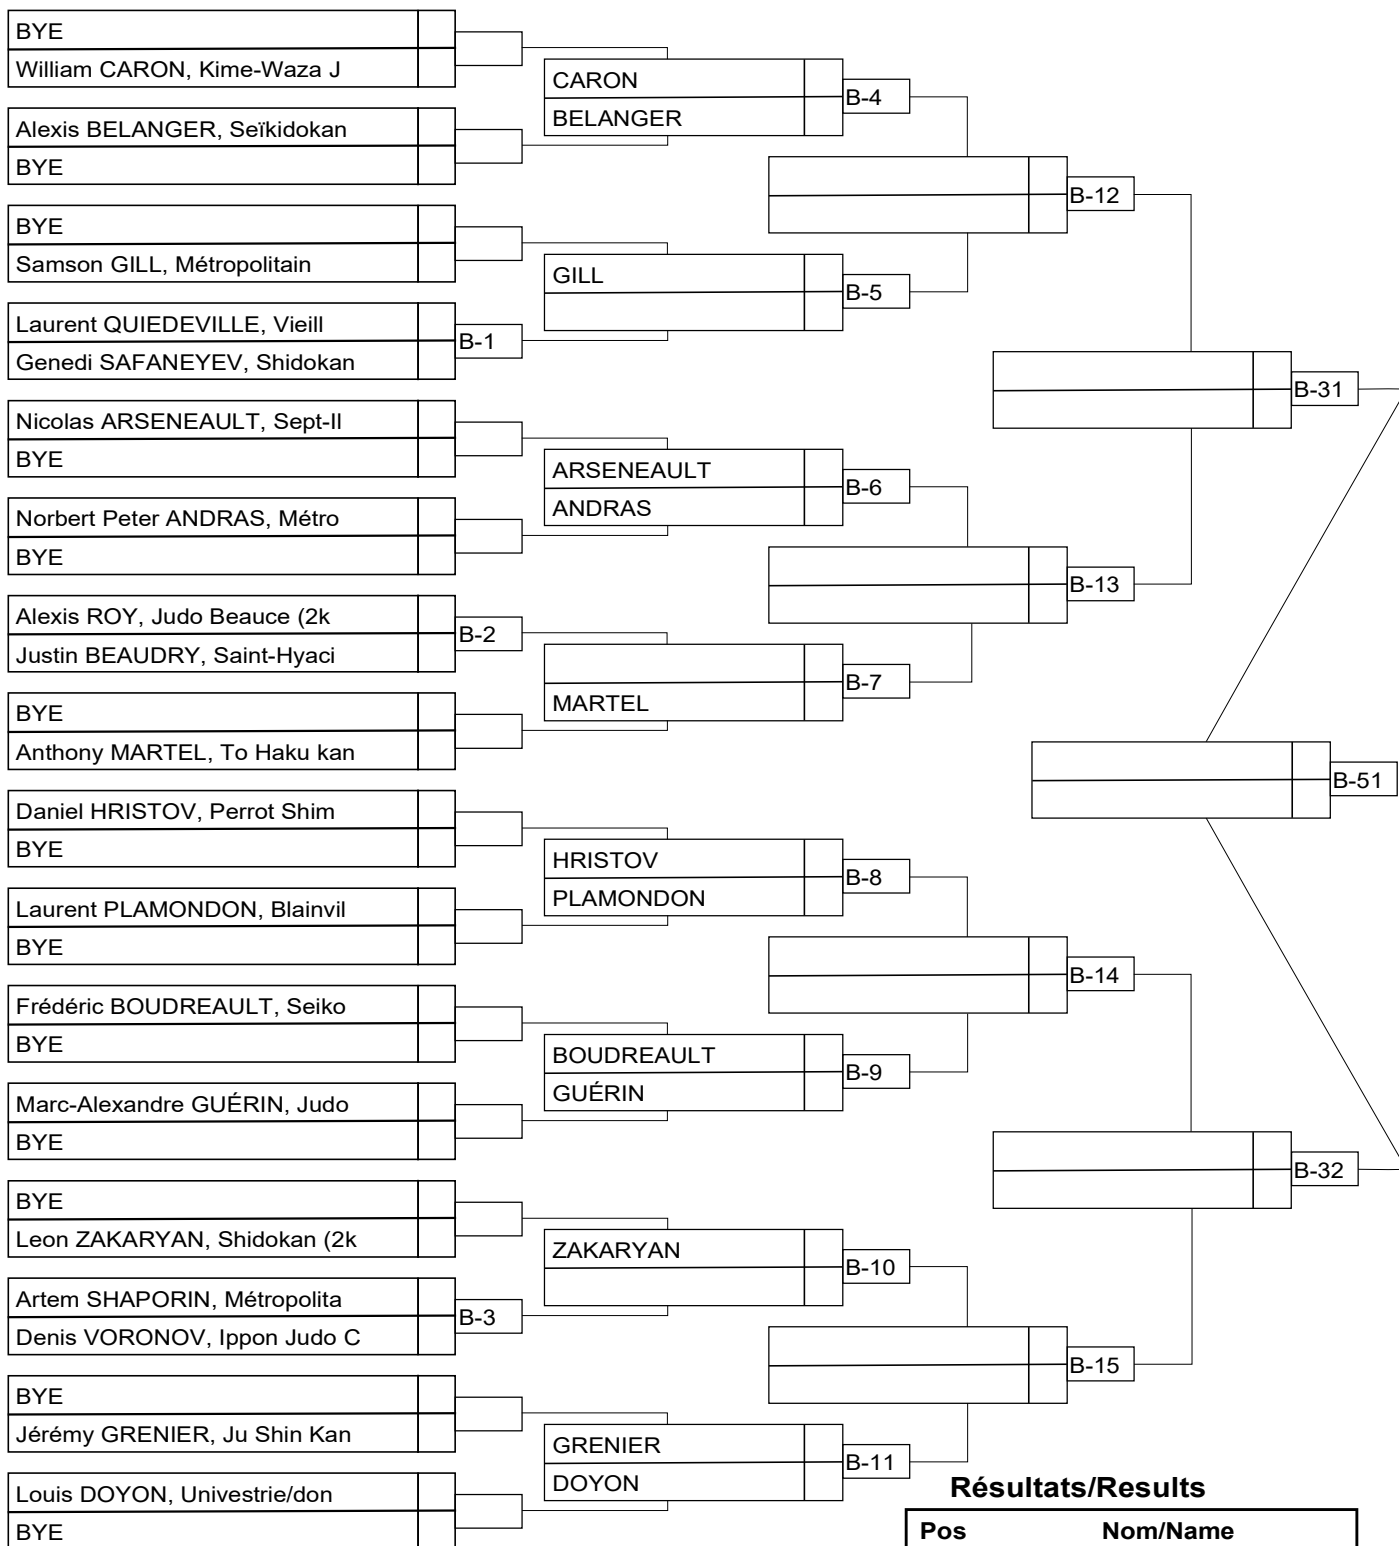 BYE
William CARON, Kime-Waza J
Alexis BELANGER, Seïkidokan
BYE
BYE
Samson GILL, Métropolitain
Laurent QUIEDEVILLE, Vieill
Genedi SAFANEYEV, Shidokan
B-1
Nicolas ARSENEAULT, Sept-Il
BYE
Norbert Peter ANDRAS, Métro
BYE
Alexis ROY, Judo Beauce (2k
Justin BEAUDRY, Saint-Hyaci
B-2
BYE
Anthony MARTEL, To Haku kan
Daniel HRISTOV, Perrot Shim
BYE
Laurent PLAMONDON, Blainvil
BYE
Frédéric BOUDREAULT, Seiko
BYE
Marc-Alexandre GUÉRIN, Judo
BYE
BYE
Leon ZAKARYAN, Shidokan (2k
Artem SHAPORIN, Métropolita
Denis VORONOV, Ippon Judo C
B-3
BYE
Jérémy GRENIER, Ju Shin Kan
Louis DOYON, Univestrie/don
BYE
CARON
BELANGER
B-4
GILL
B-5
ARSENEAULT
ANDRAS
B-6
MARTEL
B-7
HRISTOV
PLAMONDON
B-8
BOUDREAULT
GUÉRIN
B-9
ZAKARYAN
B-10
GRENIER
DOYON
B-11
B-12
B-13
B-14
B-15
B-31
B-32
B-51
Résultats/Results
Pos Nom/Name